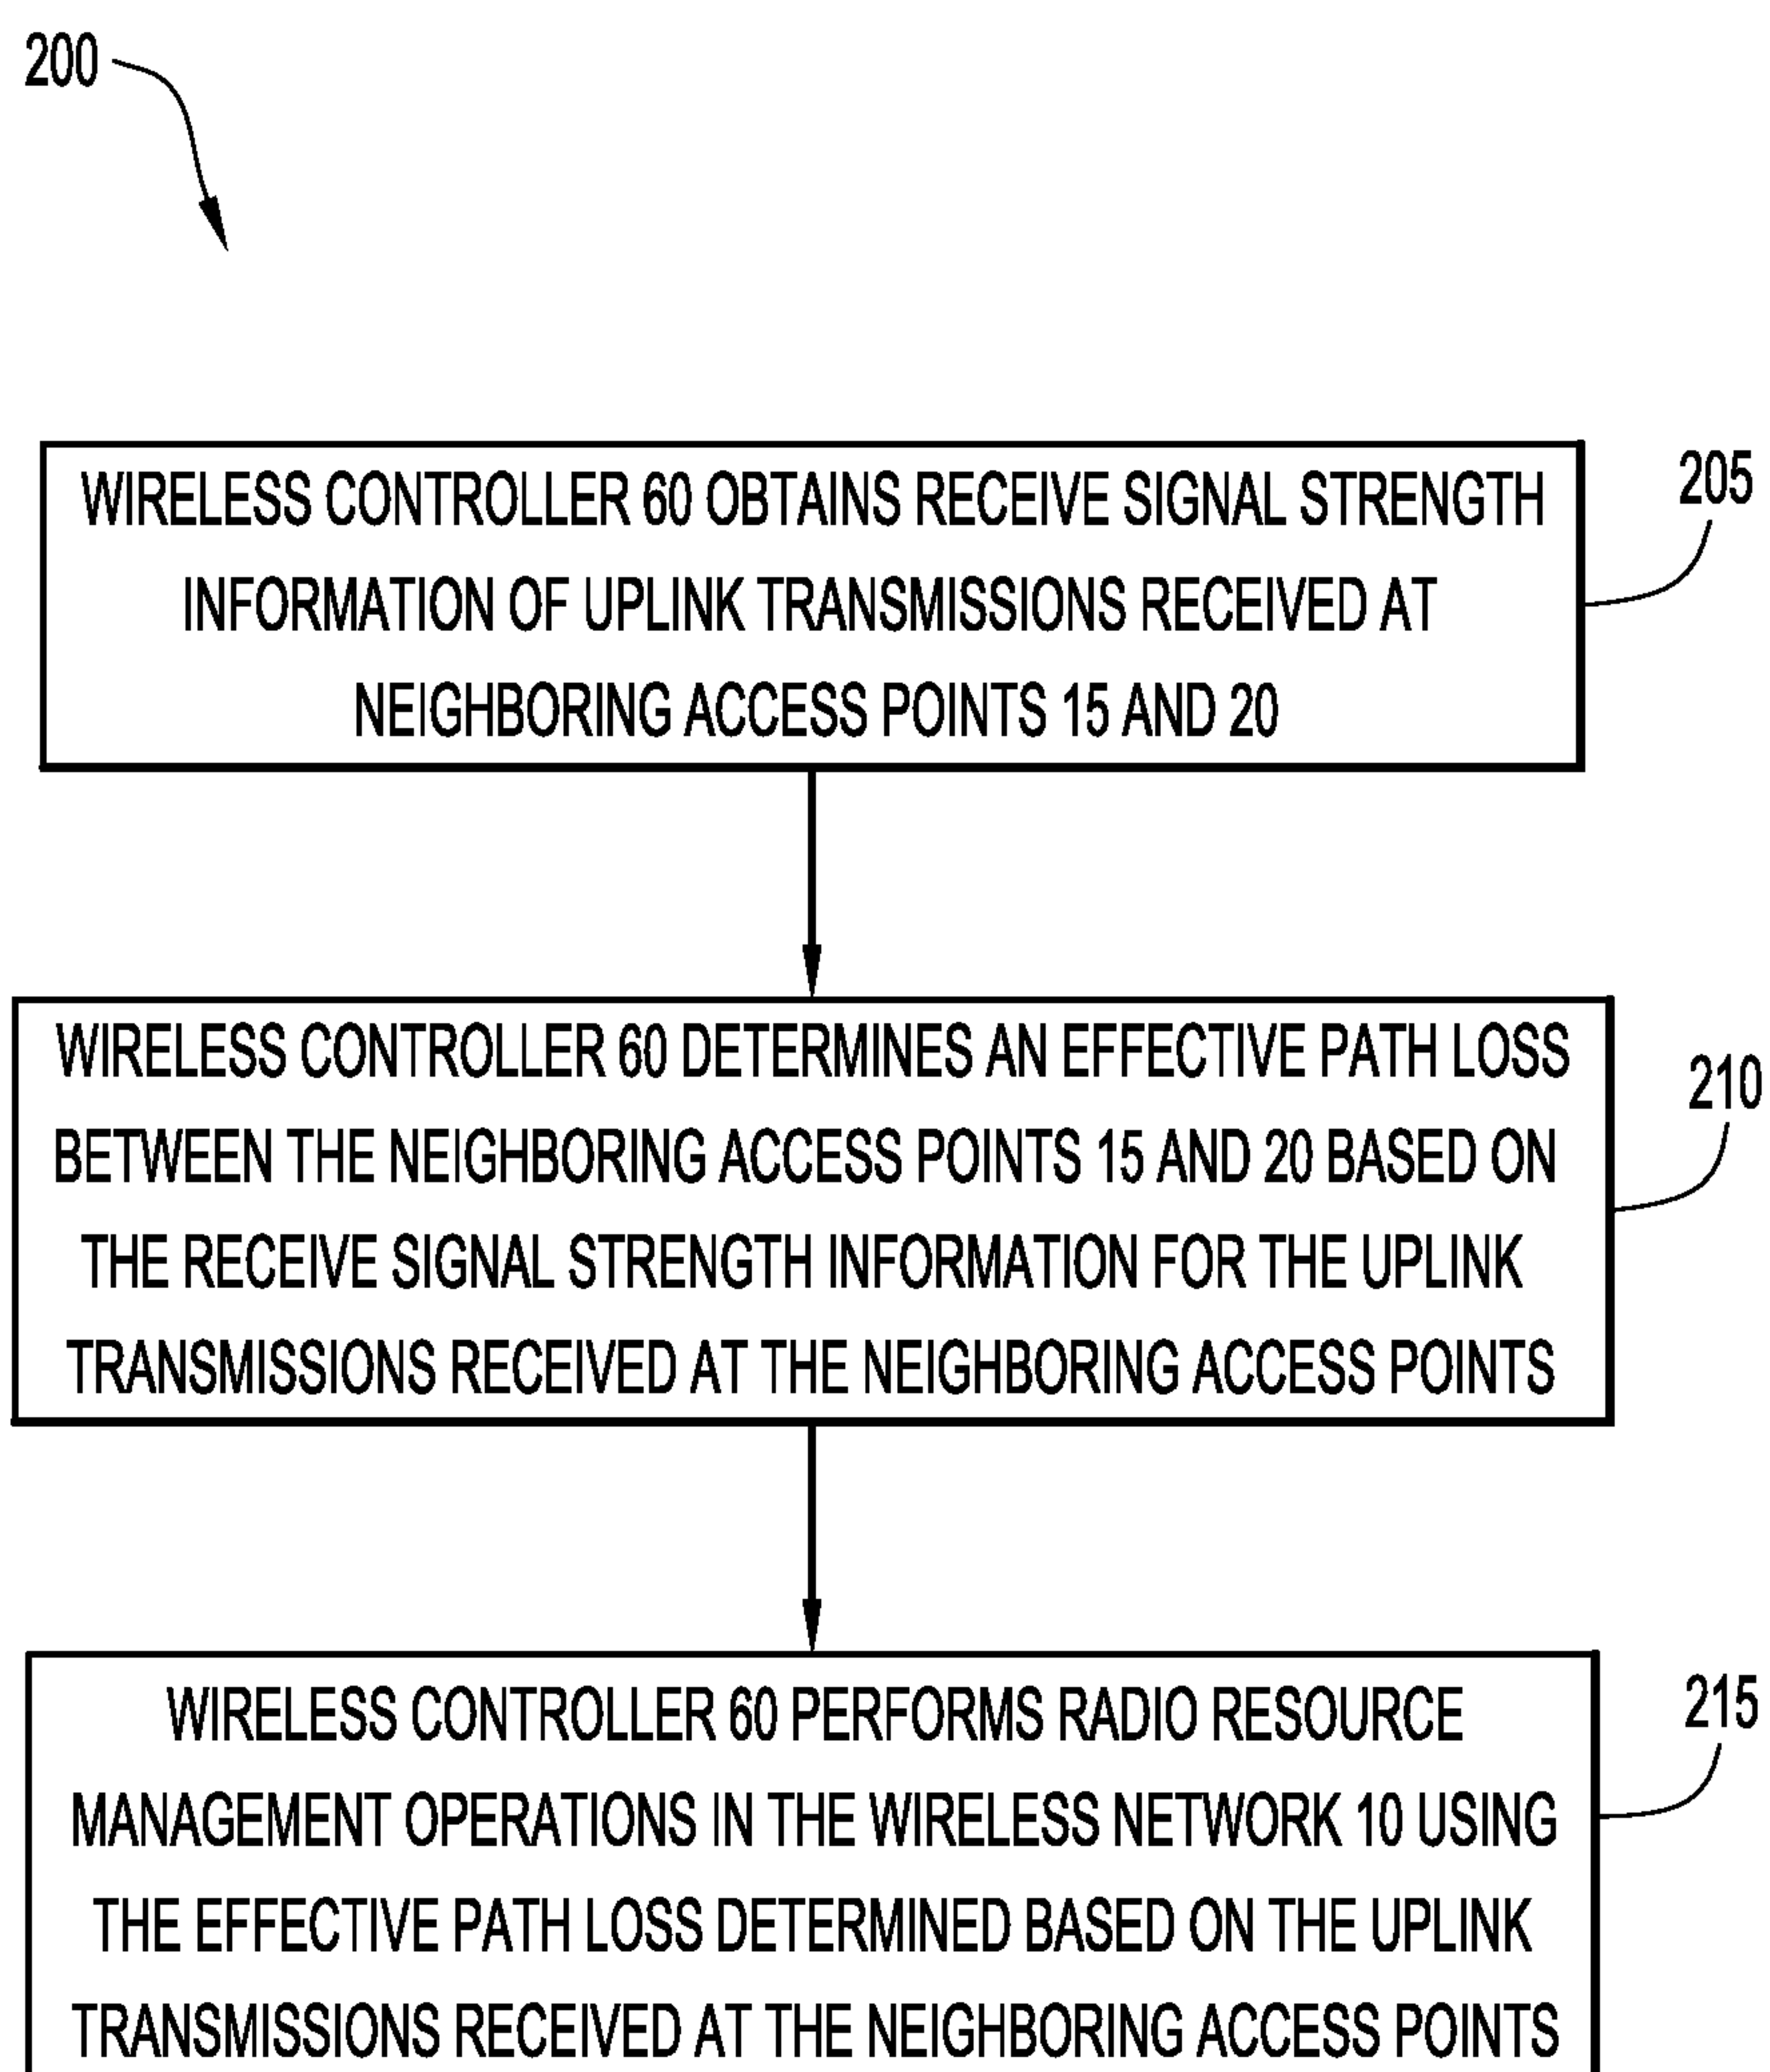 200
WIRELESS CONTROLLER 60 OBTAINS RECEIVE SIGNAL STRENGTH
INFORMATION OF UPLINK TRANSMISSIONS RECEIVED AT
NEIGHBORING ACCESS POINTS 15 AND 20
205
WIRELESS CONTROLLER 60 DETERMINES AN EFFECTIVE PATH LOSS
BETWEEN THE NEIGHBORING ACCESS POINTS 15 AND 20 BASED ON
THE RECEIVE SIGNAL STRENGTH INFORMATION FOR THE UPLINK
TRANSMISSIONS RECEIVED AT THE NEIGHBORING ACCESS POINTS
210
WIRELESS CONTROLLER 60 PERFORMS RADIO RESOURCE
MANAGEMENT OPERATIONS IN THE WIRELESS NETWORK 10 USING
THE EFFECTIVE PATH LOSS DETERMINED BASED ON THE UPLINK
TRANSMISSIONS RECEIVED AT THE NEIGHBORING ACCESS POINTS
215